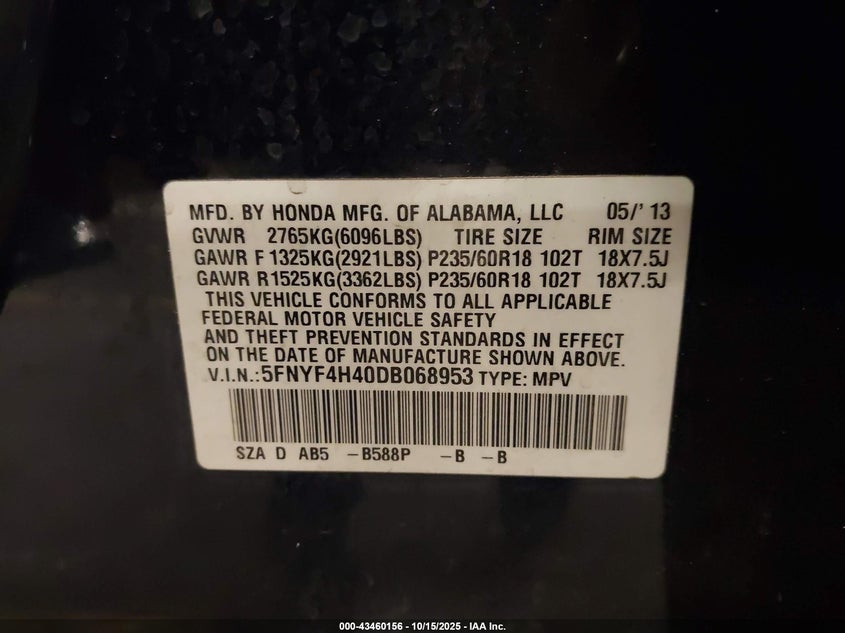 MFD. BY HONDA MFG. OF ALABAMA, LLC 05/'13
GVWR 2765KG(6096LBS) TIRE SIZE RIM SIZE
GAWR F 1325KG(2921LBS) P235/60R18 102T 18X7.5J
GAWR R 1525KG(3362LBS) P235/60R18 102T 18X7.5J
THIS VEHICLE CONFORMS TO ALL APPLICABLE
FEDERAL MOTOR VEHICLE SAFETY
AND THEFT PREVENTION STANDARDS IN EFFECT
ON THE DATE OF MANUFACTURE SHOWN ABOVE.
V.I.N.:5FNYF4H40DB068953 TYPE: MPV
SZA D AB5 -B588P -B -B
000-43460156 - 10/15/2025 - IAA Inc.